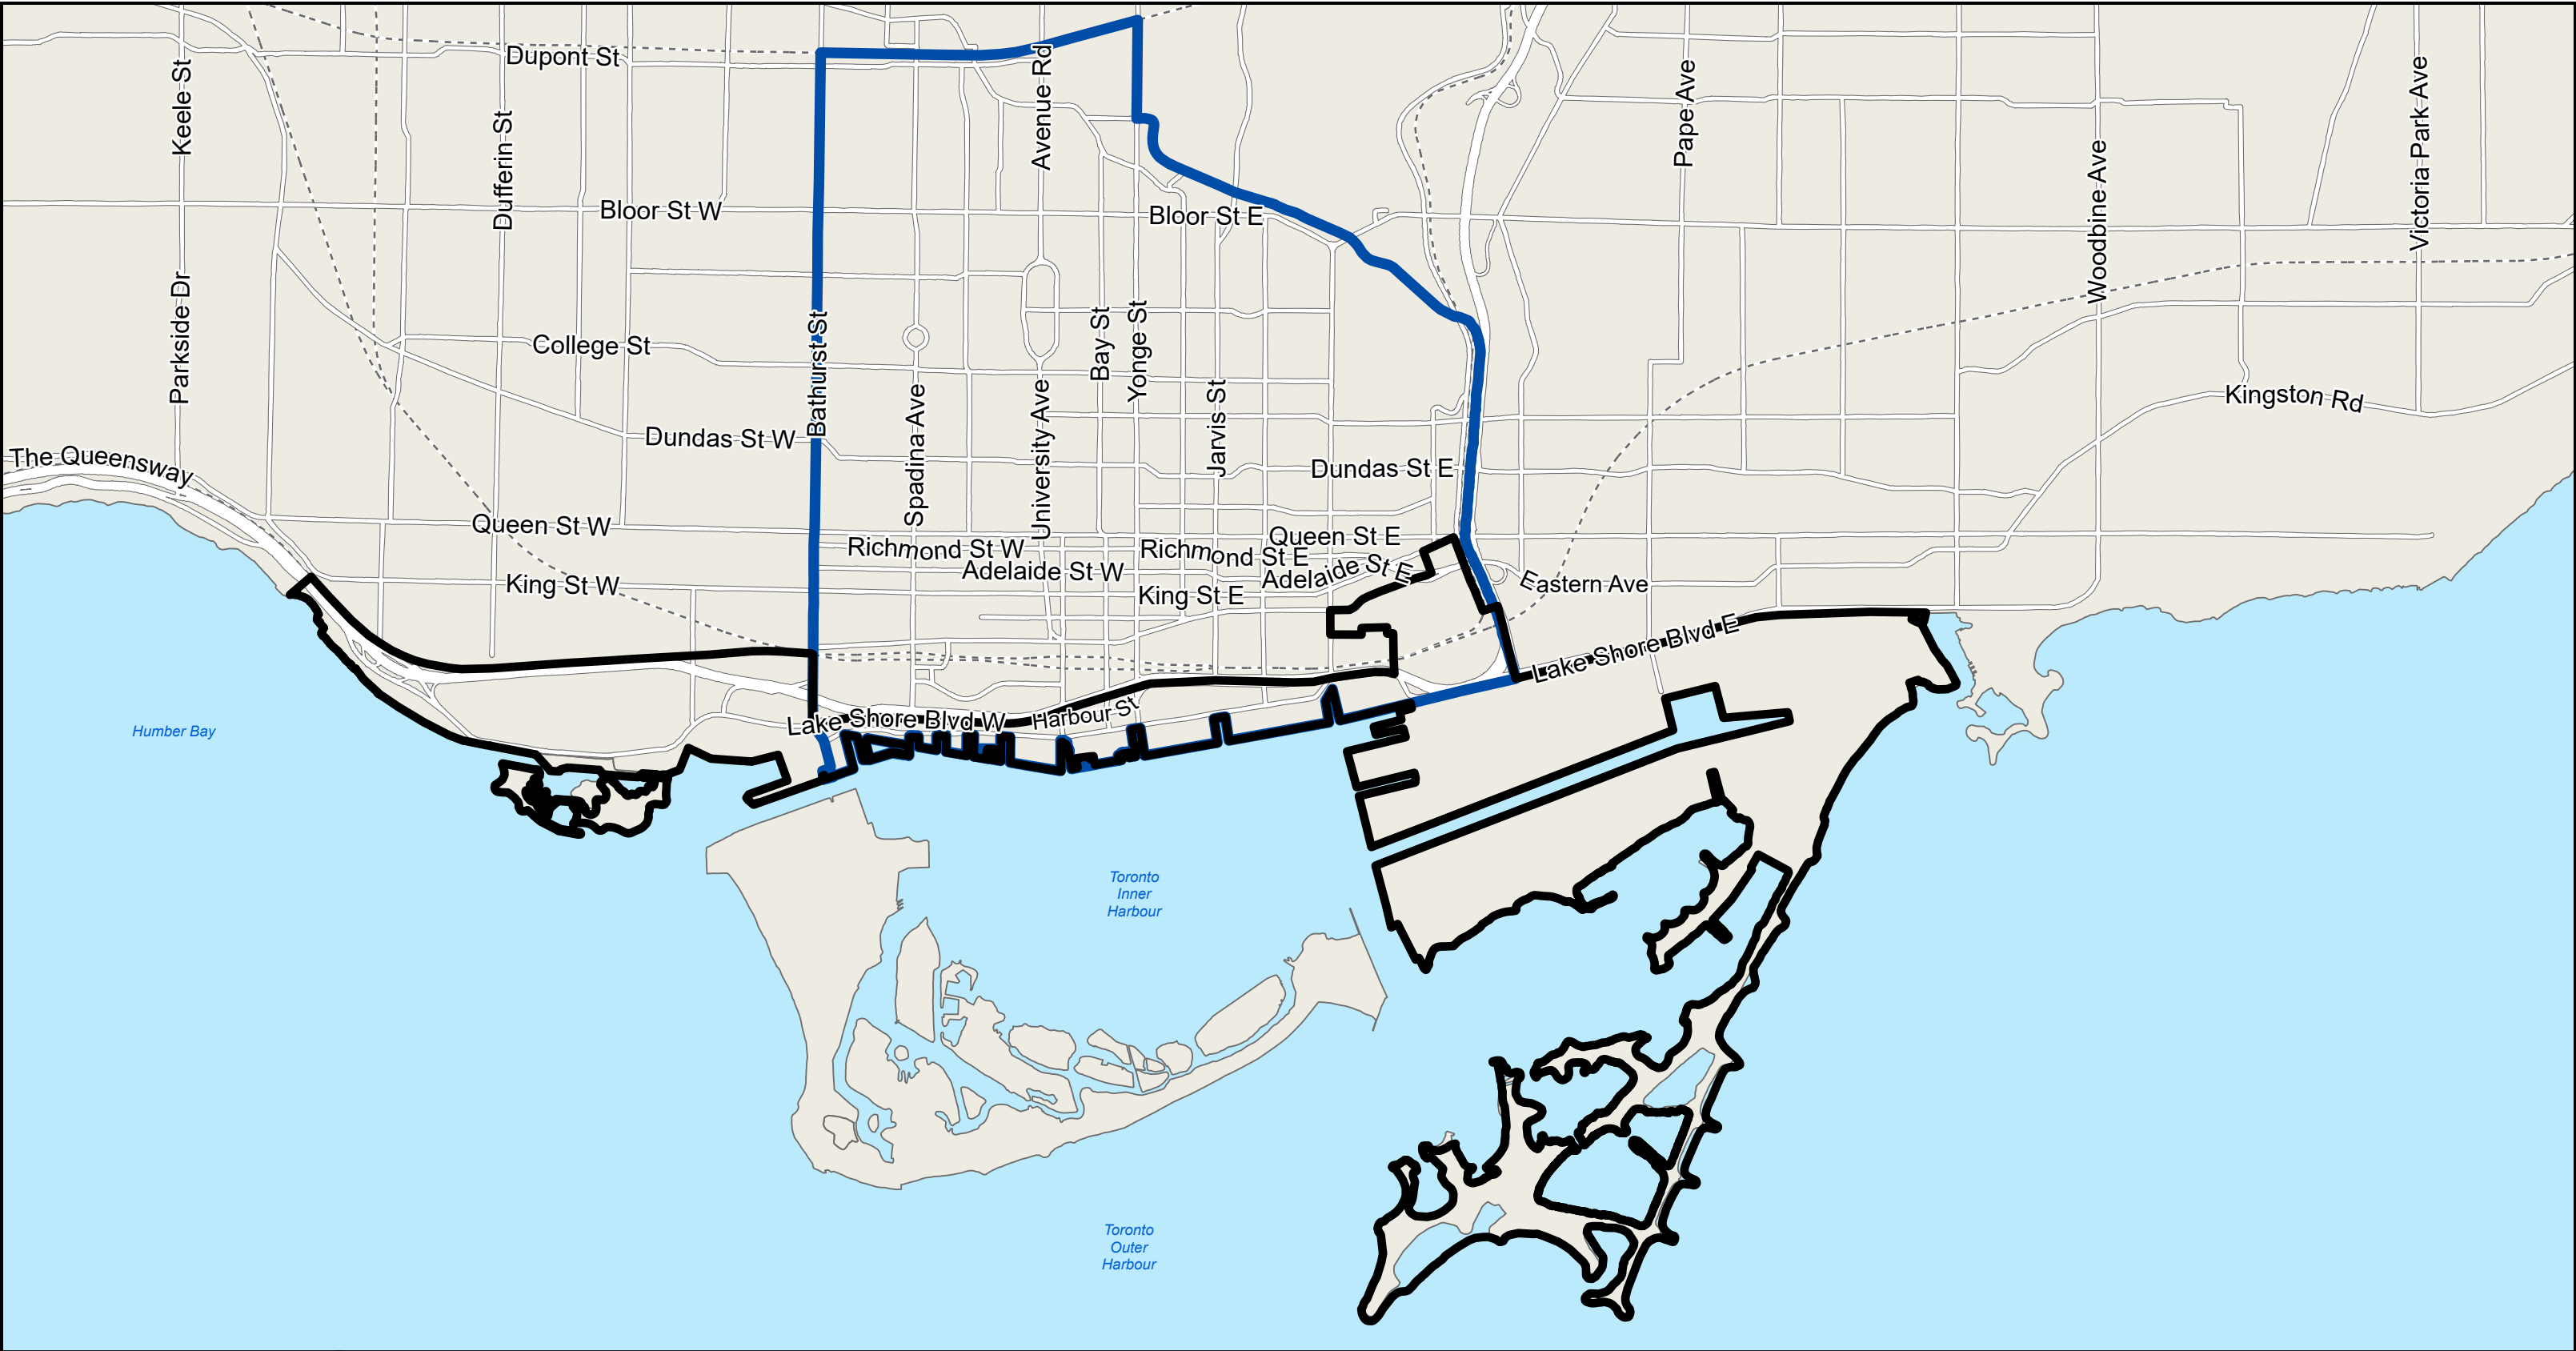 Dupont St
Keele St
Dufferin St
Avenue Rd
Pape Ave
Victoria Park Ave
Woodbine Ave
Bloor St W
Bloor St E
Parkside Dr
College St
Bathurst St
Bay St
Yonge St
Spadina Ave
University Ave
Jarvis St
Kingston Rd
Dundas St W
Dundas St E
The Queensway
Queen St W
Queen St E
Richmond St W
Richmond St E
Adelaide St W
Adelaide St E
King St W
King St E
Eastern Ave
Lake Shore Blvd E
Lake Shore Blvd W
Harbour St
Humber Bay
Toronto
Inner
Harbour
Toronto
Outer
Harbour